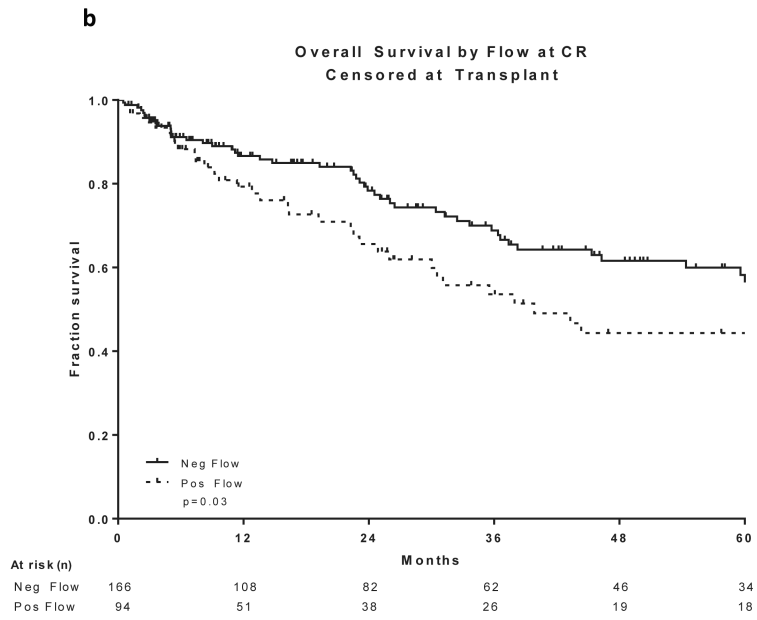 b
Overall Survival by Flow at CR
Censored at Transplant
Fraction survival
1.0
0.8
0.6
0.4
0.2
0.0
Neg Flow
Pos Flow
p=0.03
0 12 24 36 48 60
Months
At risk (n)
Neg Flow 166 108 82 62 46 34
Pos Flow 94 51 38 26 19 18